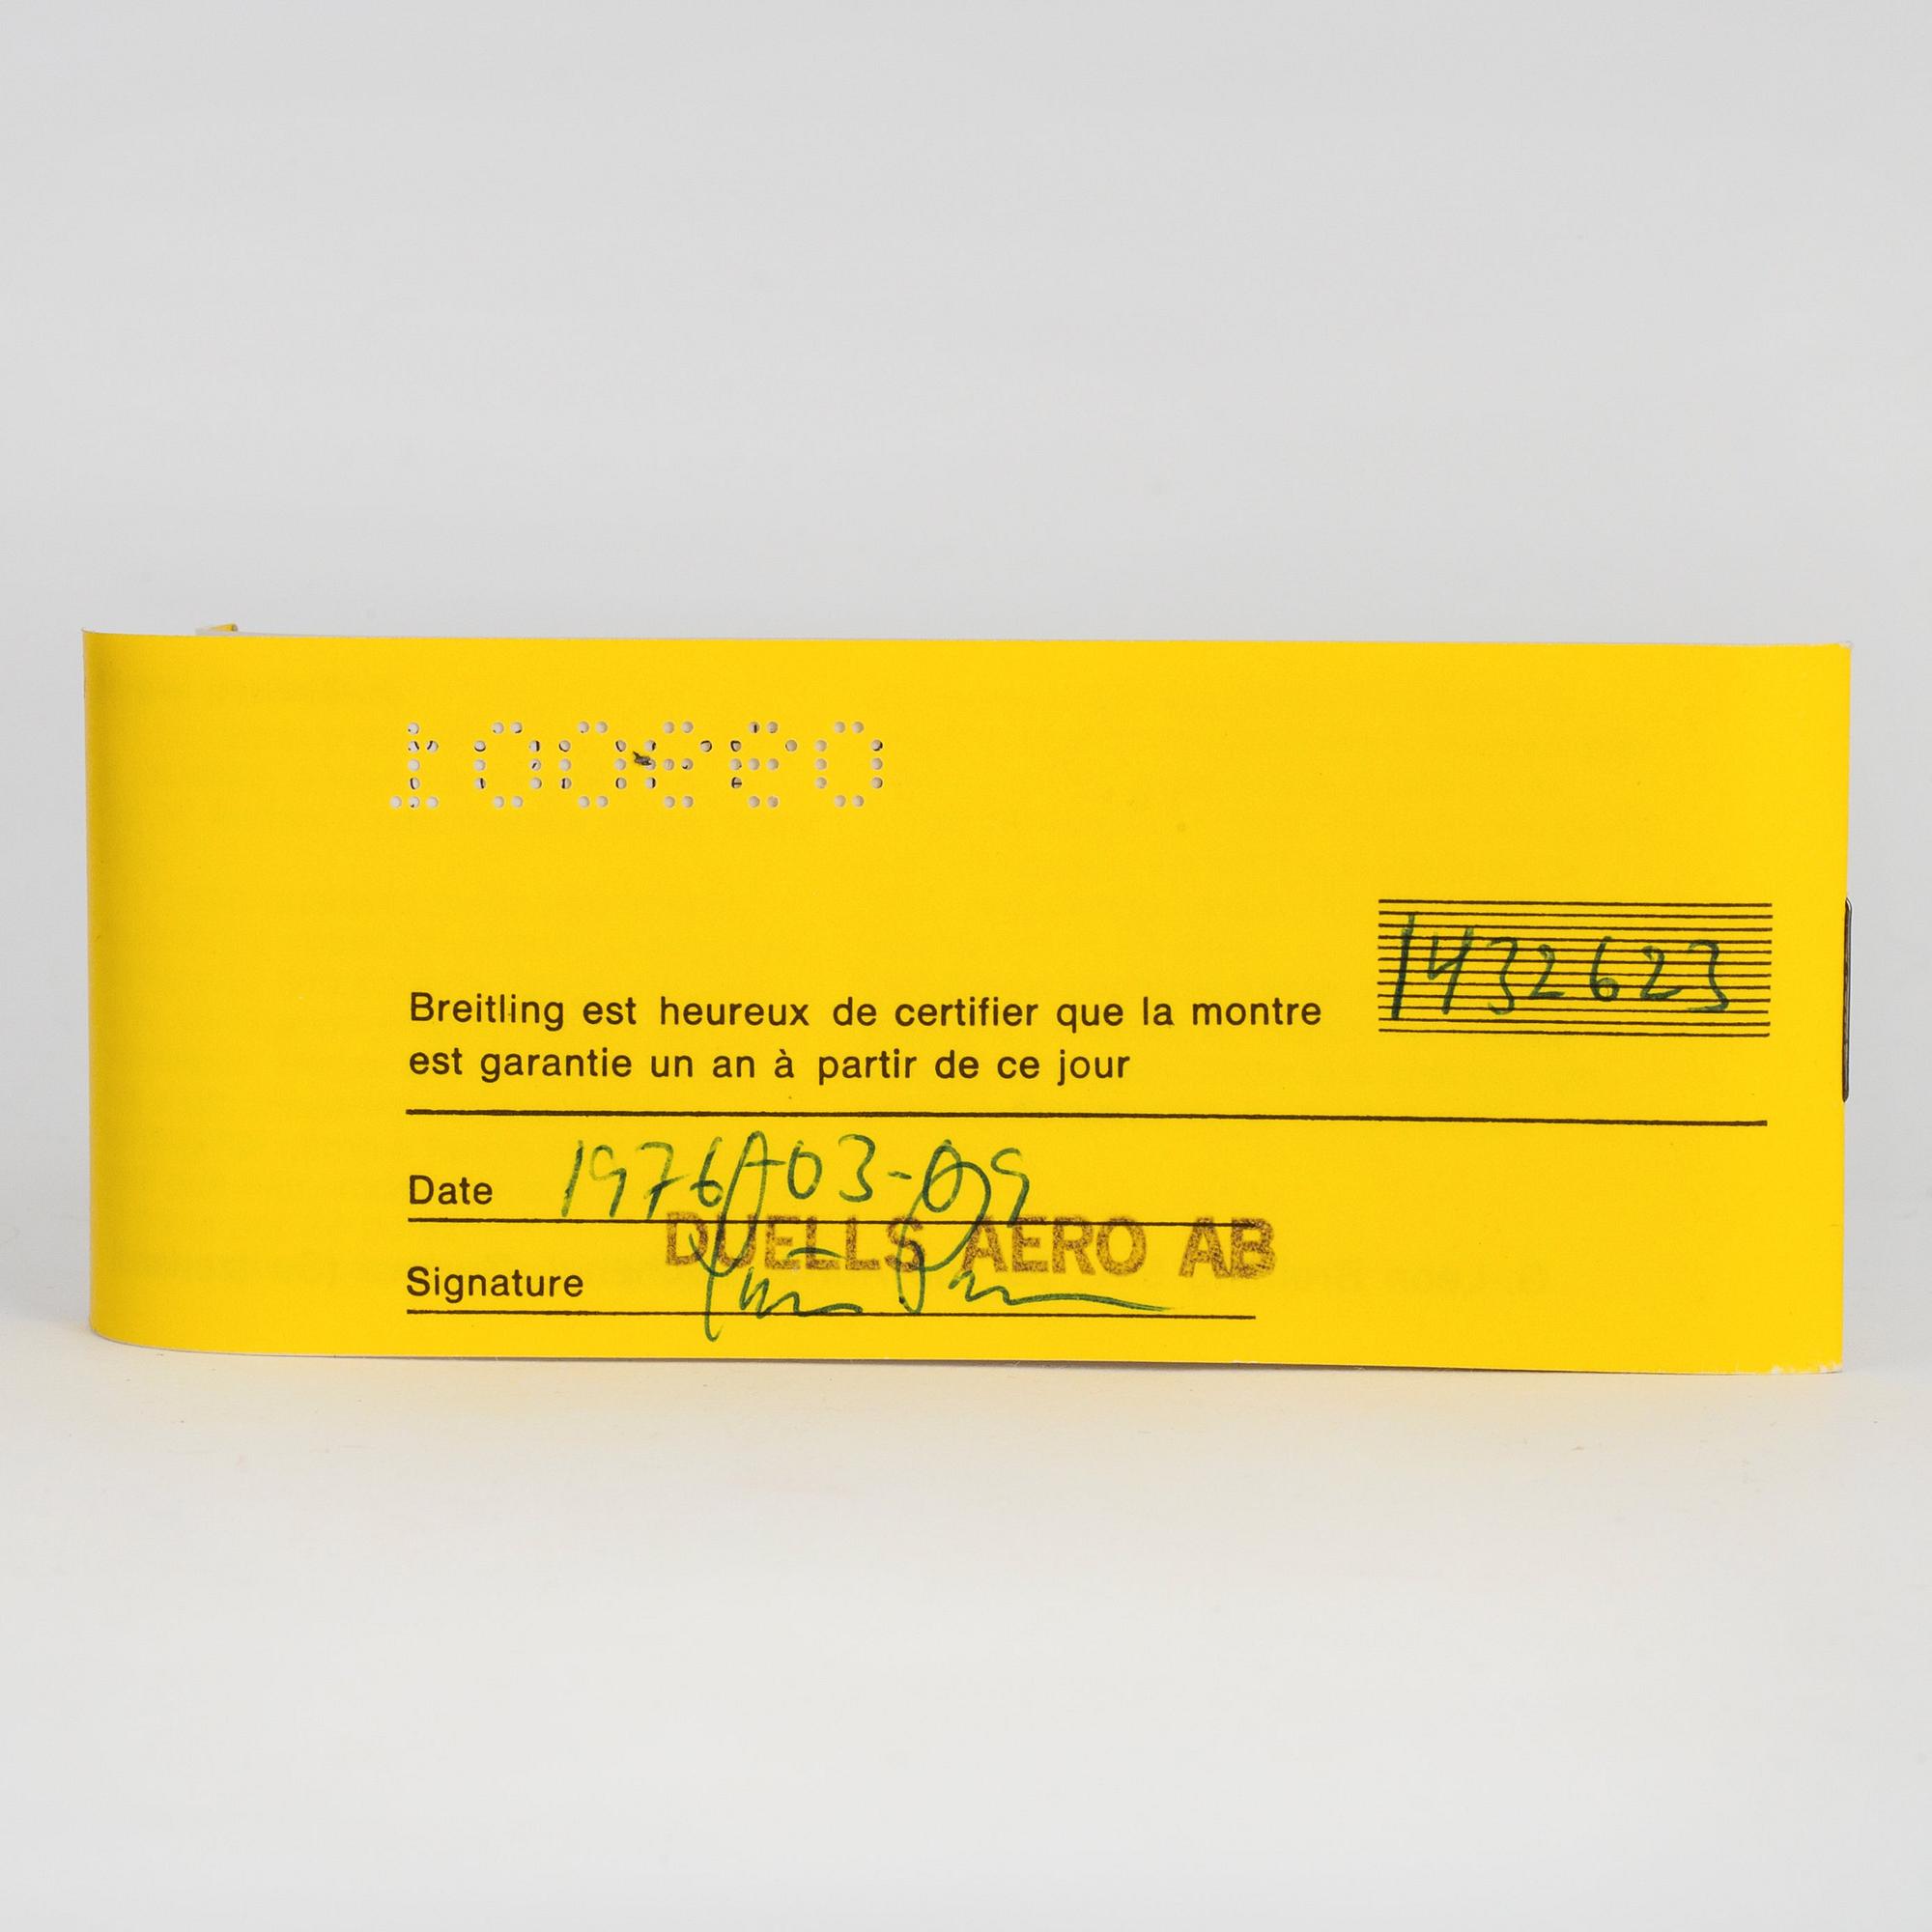 Breitling est heureux de certifier que la montre 1432623
est garantie un an à partir de ce jour
Date 1976-03-09
DUELLS AERO AB
Signature